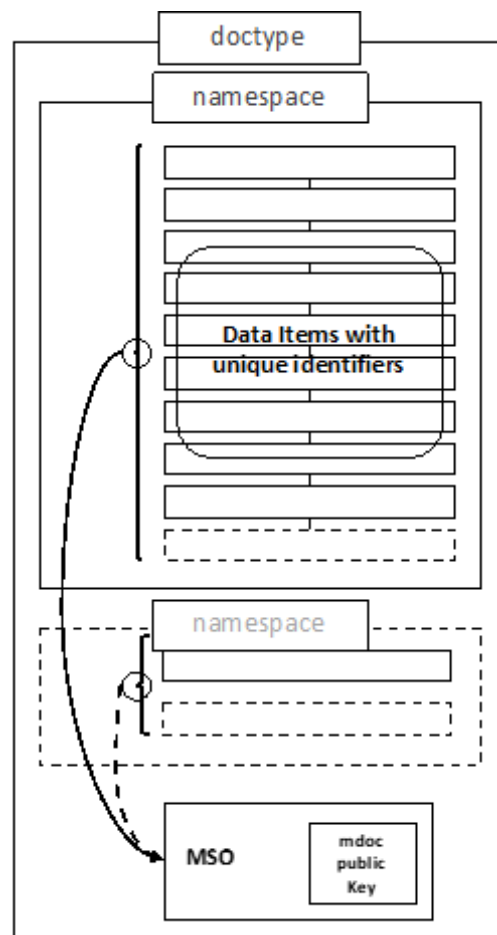 doctype
namespace
Data Items with
unique identifiers
namespace
MSO
mdoc
public
Key